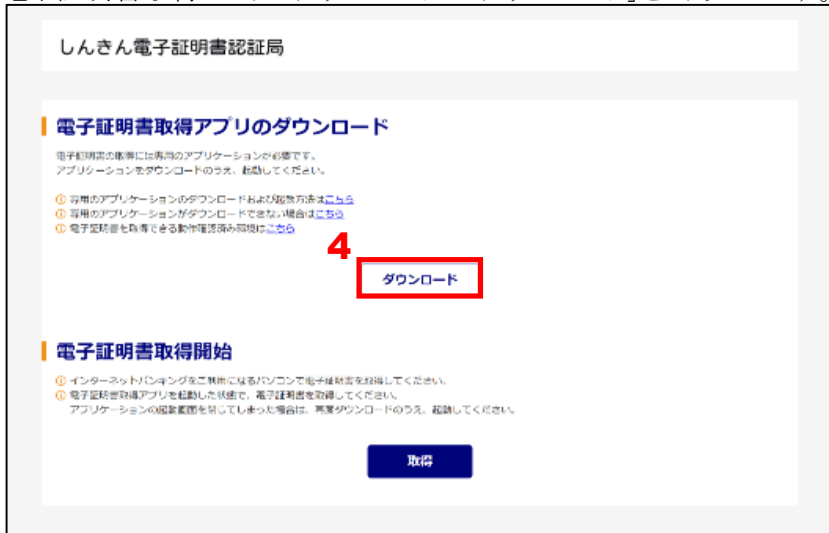 しんきん電子証明書認証局
電子証明書取得アプリのダウンロード
電子証明書の取得には専用のアプリケーションが必要です。
アプリケーションをダウンロードのうえ、起動してください。
専用のアプリケーションのダウンロードおよび起動方法はこちら
専用のアプリケーションがダウンロードできない場合はこちら
電子証明書を取得できる動作確認済み環境はこちら
4
ダウンロード
電子証明書取得開始
インターネットバンキングをご利用になるパソコンで電子証明書を取得してください。
電子証明書取得アプリを起動した状態で、電子証明書を取得してください。
アプリケーションの起動画面を閉じてしまった場合は、再度ダウンロードのうえ、起動してください。
取得